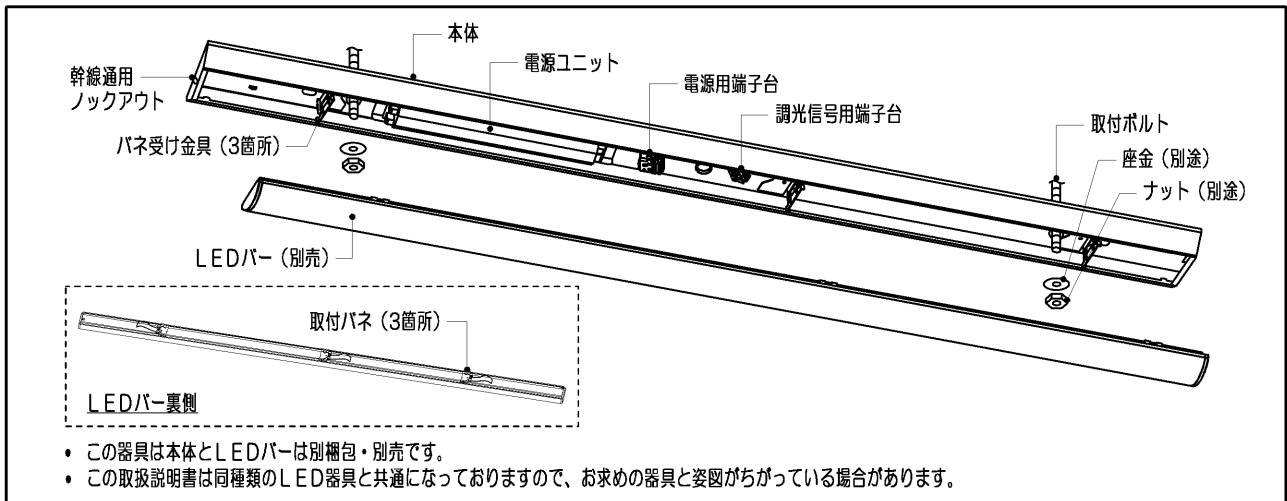 本体
電源ユニット
幹線通用
ノックアウト
電源用端子台
調光信号用端子台
取付ボルト
バネ受け金具（3箇所）
座金（別途）
ナット（別途）
LEDバー（別売）
取付バネ（3箇所）
LEDバー裏側
• この器具は本体とLEDバーは別梱包・別売です。
• この取扱説明書は同種類のLED器具と共通になっておりますので、お求めの器具と姿図がちがっている場合があります。